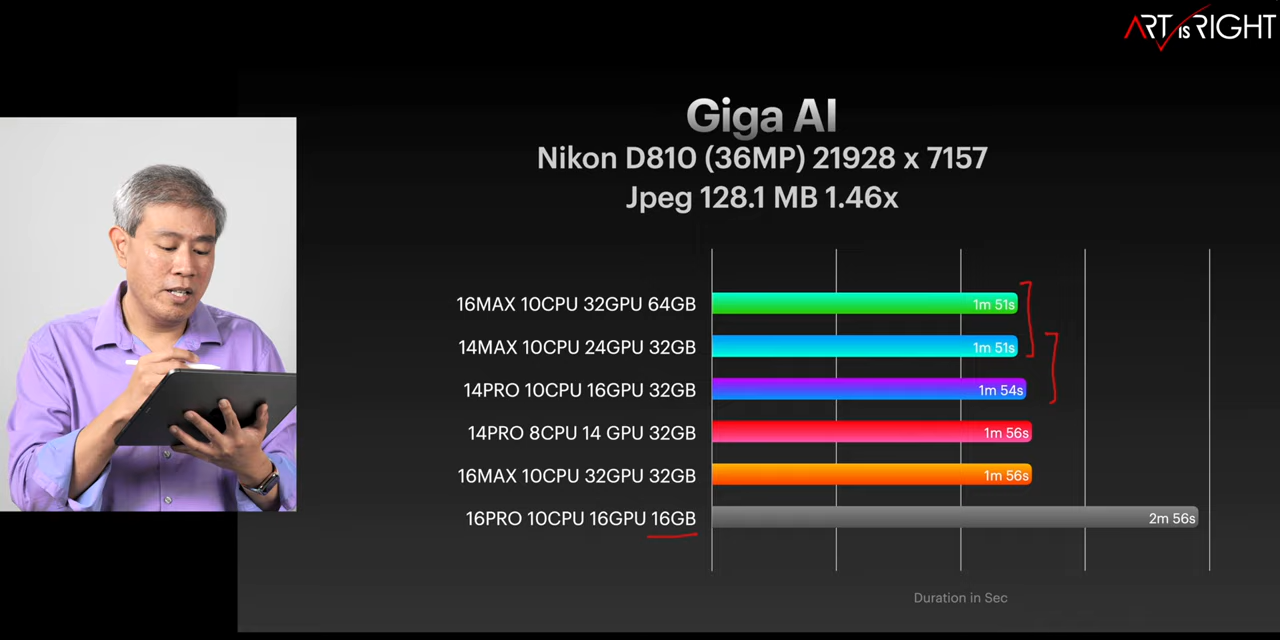 ART IS RIGHT
Giga AI
Nikon D810 (36MP) 21928 x 7157
Jpeg 128.1 MB 1.46x
16MAX 10CPU 32GPU 64GB 1m 51s
14MAX 10CPU 24GPU 32GB 1m 51s
14PRO 10CPU 16GPU 32GB 1m 54s
14PRO 8CPU 14 GPU 32GB 1m 56s
16MAX 10CPU 32GPU 32GB 1m 56s
16PRO 10CPU 16GPU 16GB 2m 56s
Duration in Sec